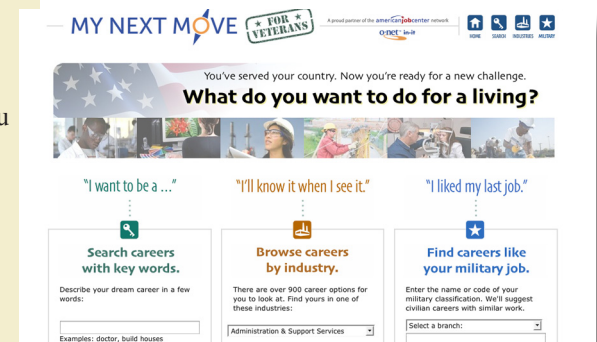 u
MY NEXT MOVE
★ FOR ★
VETERANS
A proud partner of the americanjobcenter network
o·net in-it
HOME SEARCH INDUSTRIES MILITARY
You've served your country. Now you're ready for a new challenge.
What do you want to do for a living?
"I want to be a ..."
Search careers
with key words.
Describe your dream career in a few
words:
Examples: doctor, build houses
"I'll know it when I see it."
Browse careers
by industry.
There are over 900 career options for
you to look at. Find yours in one of
these industries:
Administration & Support Services
"I liked my last job."
Find careers like
your military job.
Enter the name or code of your
military classification. We'll suggest
civilian careers with similar work.
Select a branch: